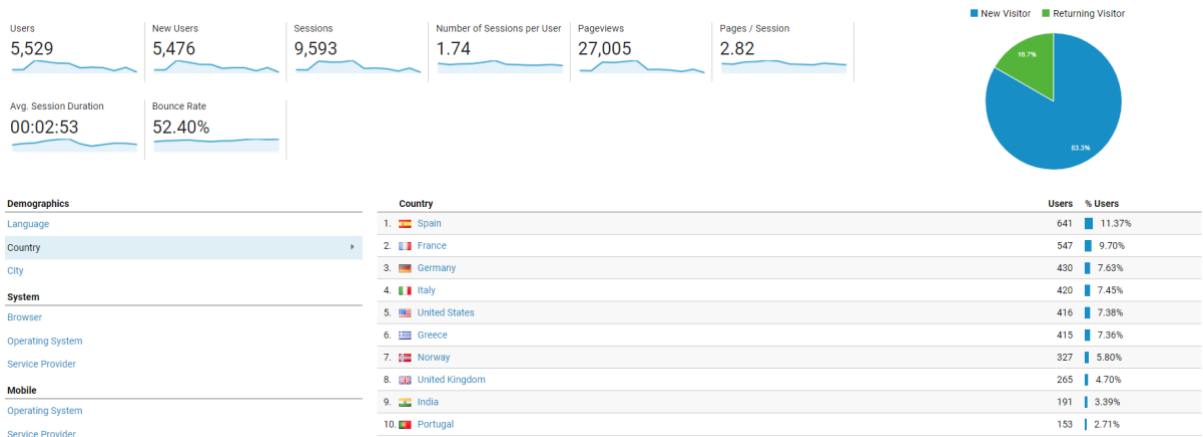 New Visitor Returning Visitor
Users New Users Sessions Number of Sessions per User Pageviews Pages / Session
5,529 5,476 9,593 1.74 27,005 2.82
16.7%
83.3%
Avg. Session Duration Bounce Rate
00:02:53 52.40%
Demographics
Language
Country
City
System
Browser
Operating System
Service Provider
Mobile
Operating System
Service Provider
Country Users % Users
1. Spain 641 11.37%
2. France 547 9.70%
3. Germany 430 7.63%
4. Italy 420 7.45%
5. United States 416 7.38%
6. Greece 415 7.36%
7. Norway 327 5.80%
8. United Kingdom 265 4.70%
9. India 191 3.39%
10. Portugal 153 2.71%